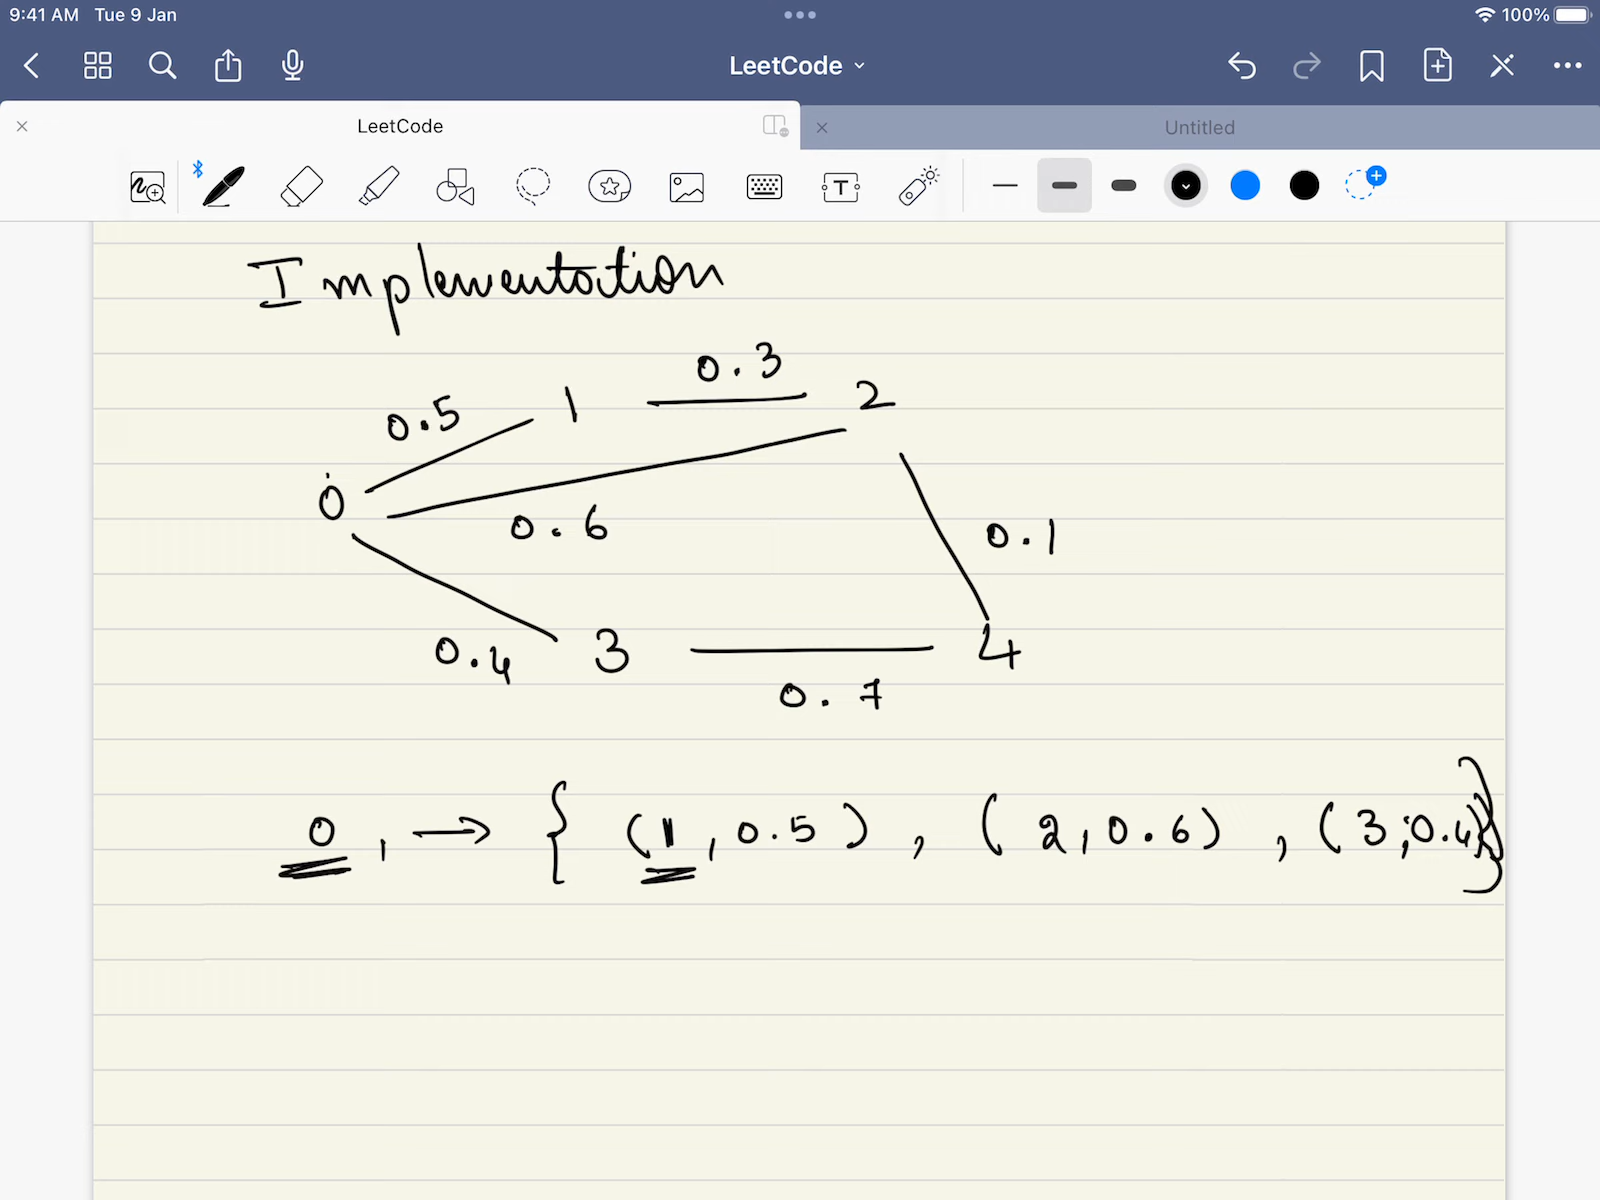 9:41 AM Tue 9 Jan 100%
LeetCode
LeetCode Untitled
T
Implementation
0.5 1 0.3 2
0 0.6 0.1
0.4 3 0.7 4
0, → { (1, 0.5), (2, 0.6), (3, 0.4)}